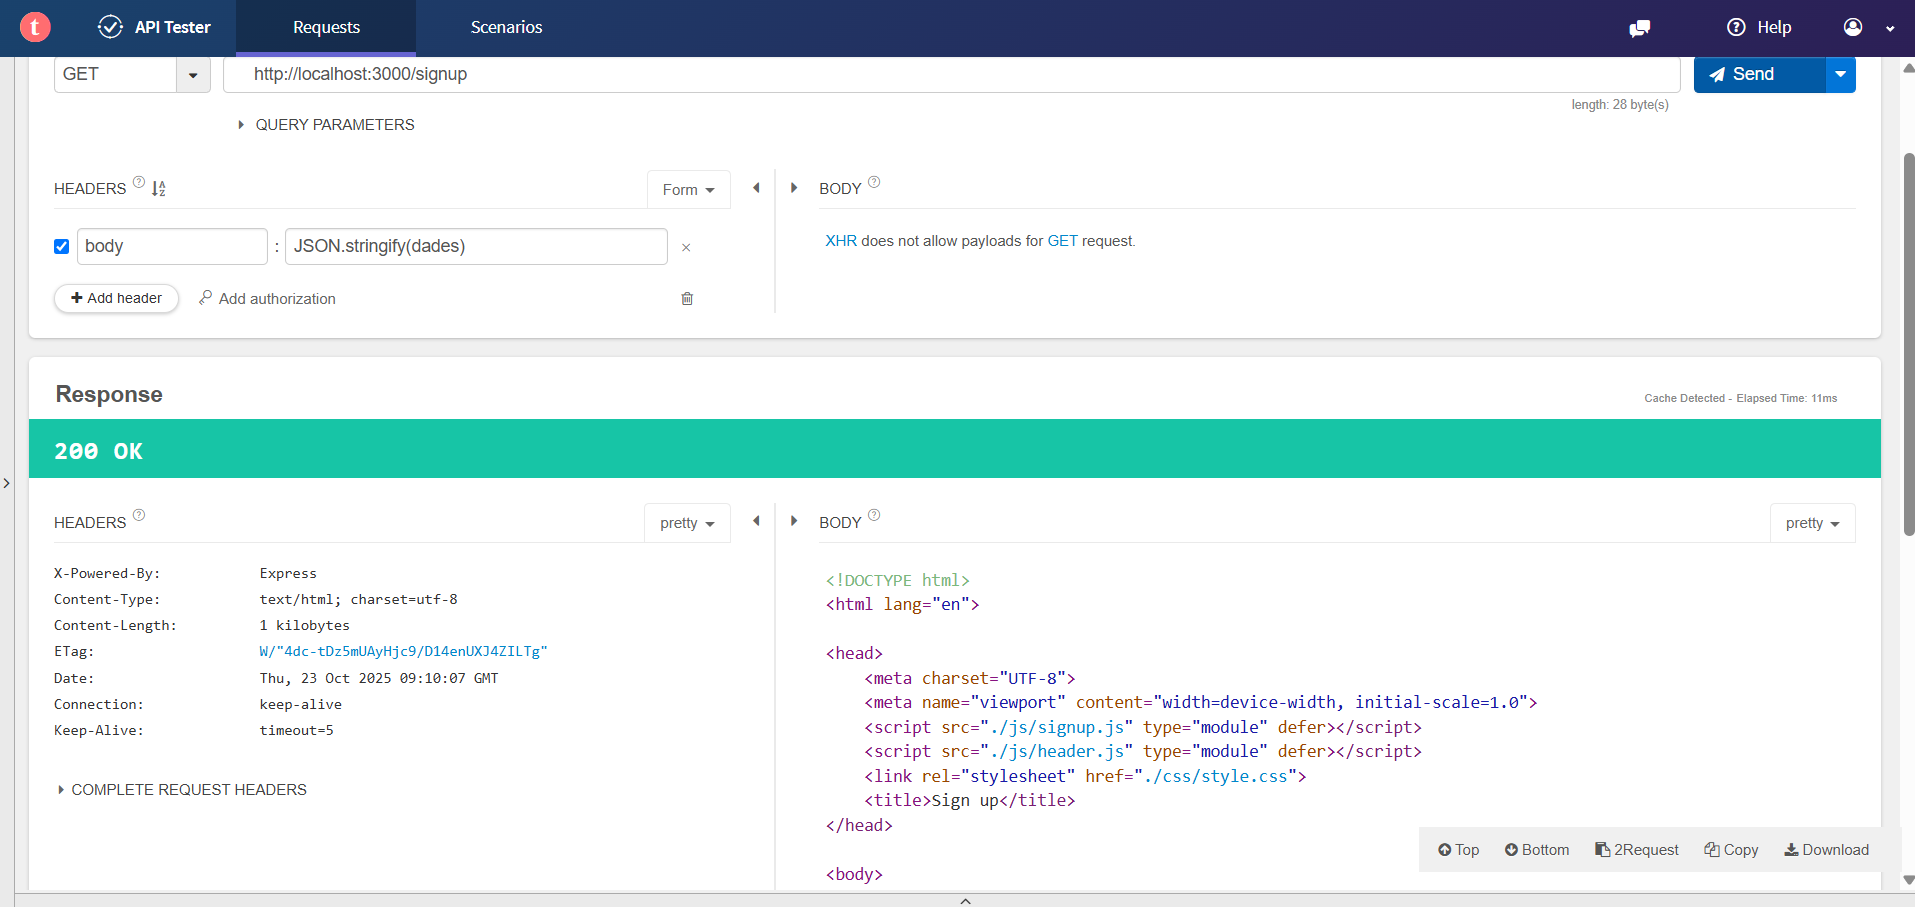 t API Tester Requests Scenarios Help
GET http://localhost:3000/signup Send
length: 28 byte(s)
QUERY PARAMETERS
HEADERS ? Form BODY ?
body : JSON.stringify(dades) ×
XHR does not allow payloads for GET request.
+ Add header Add authorization
Response
Cache Detected - Elapsed Time: 11ms
200 OK
HEADERS ? pretty BODY ? pretty
X-Powered-By: Express
Content-Type: text/html; charset=utf-8
Content-Length: 1 kilobytes
ETag: W/"4dc-tDz5mUAyHjc9/D14enUXJ4ZILTg"
Date: Thu, 23 Oct 2025 09:10:07 GMT
Connection: keep-alive
Keep-Alive: timeout=5
COMPLETE REQUEST HEADERS
<!DOCTYPE html>
<html lang="en">
<head>
<meta charset="UTF-8">
<meta name="viewport" content="width=device-width, initial-scale=1.0">
<script src="./js/signup.js" type="module" defer></script>
<script src="./js/header.js" type="module" defer></script>
<link rel="stylesheet" href="./css/style.css">
<title>Sign up</title>
</head>
<body>
Top Bottom 2Request Copy Download